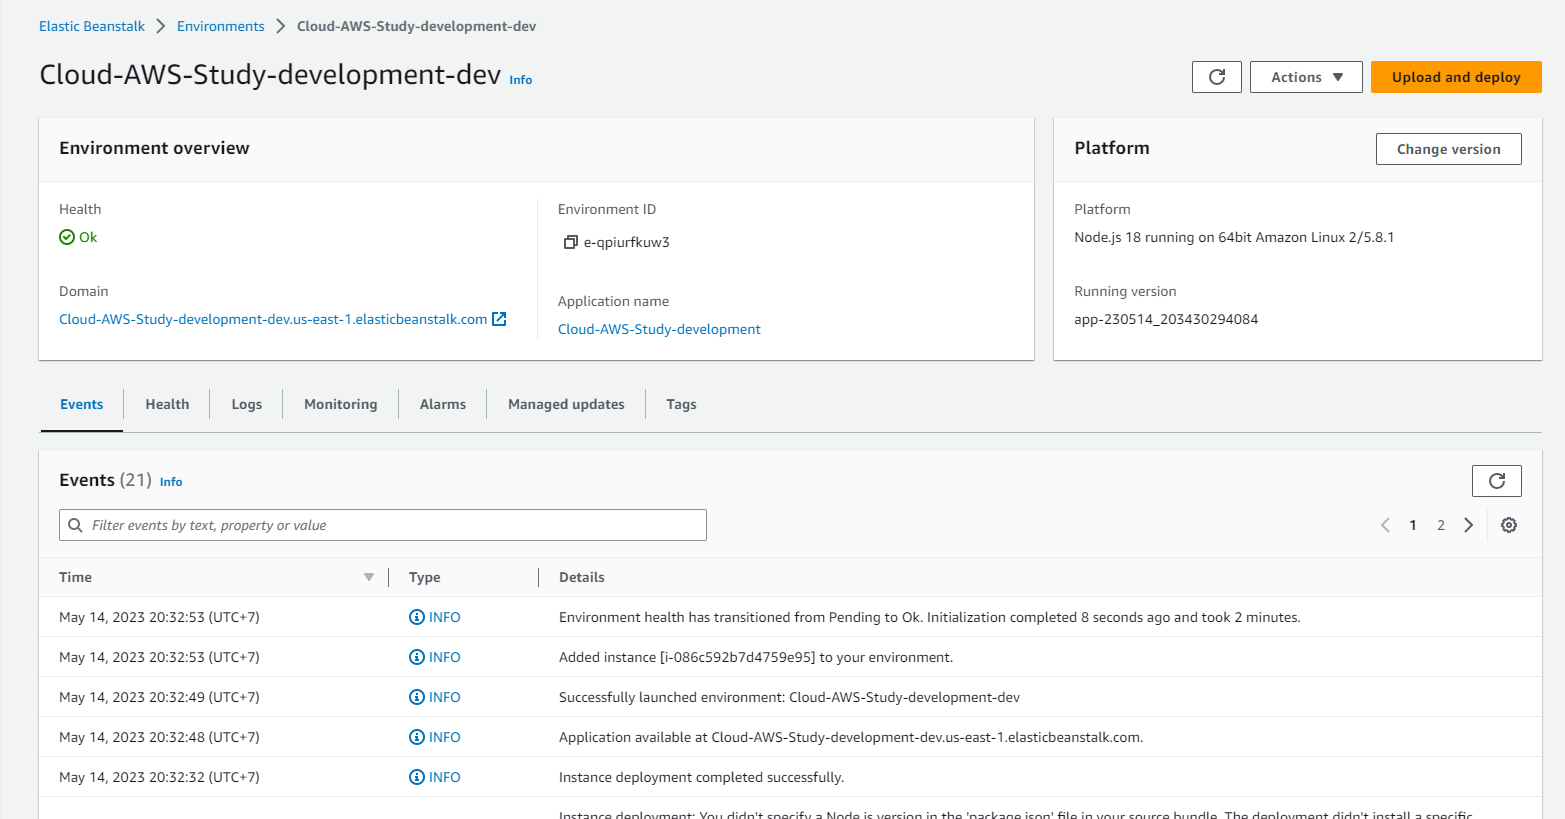 Elastic Beanstalk > Environments > Cloud-AWS-Study-development-dev
Cloud-AWS-Study-development-dev Info
Actions Upload and deploy
Environment overview
Health
Ok
Domain
Cloud-AWS-Study-development-dev.us-east-1.elasticbeanstalk.com
Environment ID
e-qpiurfkuw3
Application name
Cloud-AWS-Study-development
Platform
Change version
Platform
Node.js 18 running on 64bit Amazon Linux 2/5.8.1
Running version
app-230514_203430294084
Events Health Logs Monitoring Alarms Managed updates Tags
Events (21) Info
Filter events by text, property or value
1 2
Time Type Details
May 14, 2023 20:32:53 (UTC+7) INFO Environment health has transitioned from Pending to Ok. Initialization completed 8 seconds ago and took 2 minutes.
May 14, 2023 20:32:53 (UTC+7) INFO Added instance [i-086c592b7d4759e95] to your environment.
May 14, 2023 20:32:49 (UTC+7) INFO Successfully launched environment: Cloud-AWS-Study-development-dev
May 14, 2023 20:32:48 (UTC+7) INFO Application available at Cloud-AWS-Study-development-dev.us-east-1.elasticbeanstalk.com.
May 14, 2023 20:32:32 (UTC+7) INFO Instance deployment completed successfully.
Instance deployment: You didn't specify a Node.js version in the 'package.json' file in your source bundle. The deployment didn't install a specific